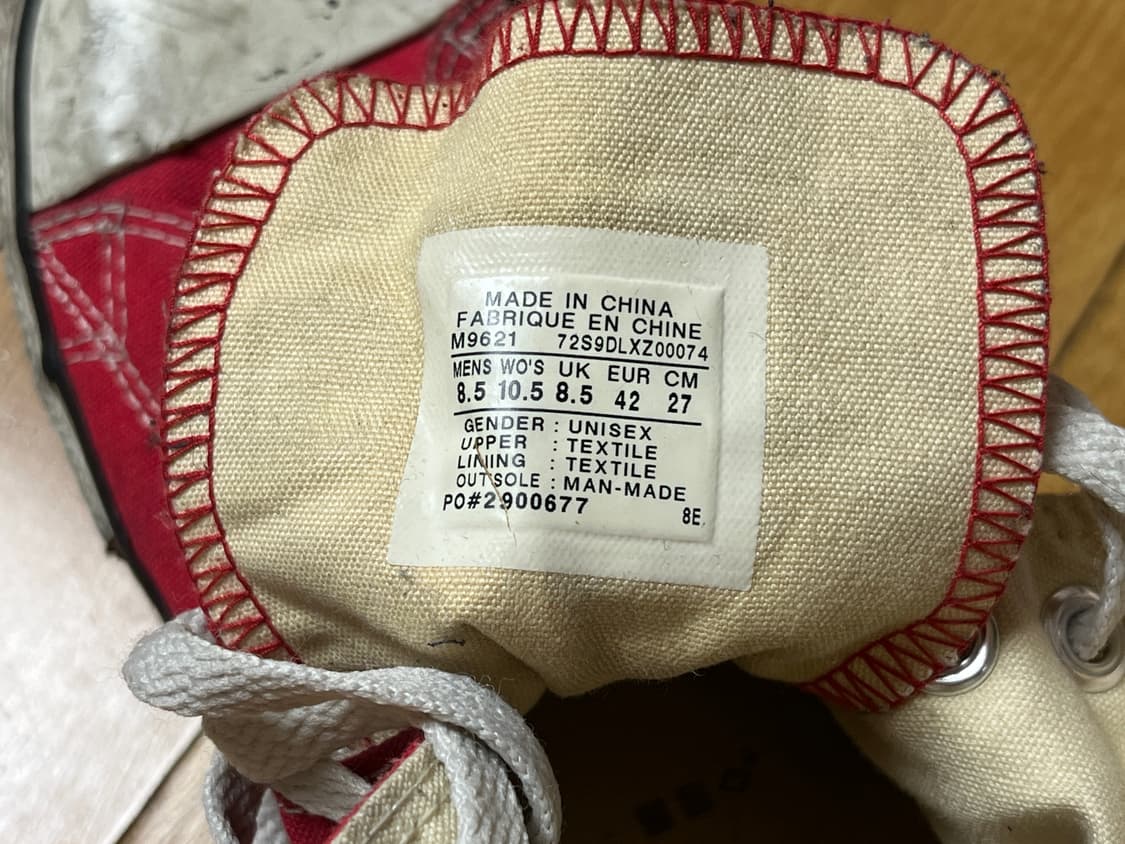 MADE IN CHINA
FABRIQUE EN CHINE
M9621 72S9DLXZ00074
MENS WO'S UK EUR CM
8.5 10.5 8.5 42 27
GENDER : UNISEX
UPPER : TEXTILE
LINING : TEXTILE
OUTSOLE : MAN-MADE
PO#2900677 8E